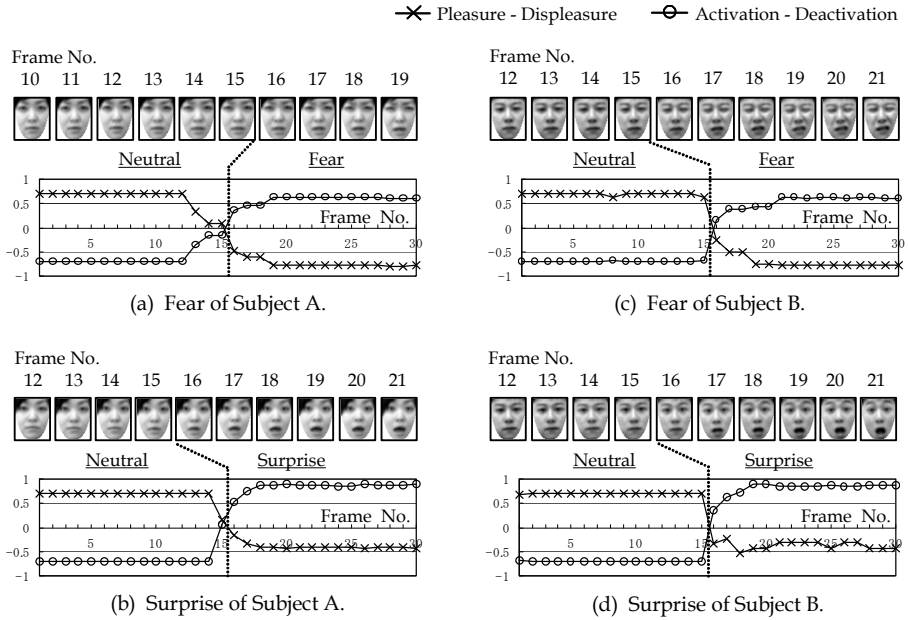 Pleasure - Displeasure Activation - Deactivation
Frame No.
10 11 12 13 14 15 16 17 18 19
Neutral Fear
1
0.5
0
−0.5
−1
Frame No.
5 10 15 20 25 30
(a) Fear of Subject A.
Frame No.
12 13 14 15 16 17 18 19 20 21
Neutral Fear
1
0.5
0
−0.5
−1
Frame No.
5 10 15 20 25 30
(c) Fear of Subject B.
Frame No.
12 13 14 15 16 17 18 19 20 21
Neutral Surprise
1
0.5
0
−0.5
−1
Frame No.
5 10 15 20 25 30
(b) Surprise of Subject A.
Frame No.
12 13 14 15 16 17 18 19 20 21
Neutral Surprise
1
0.5
0
−0.5
−1
Frame No.
5 10 15 20 25 30
(d) Surprise of Subject B.